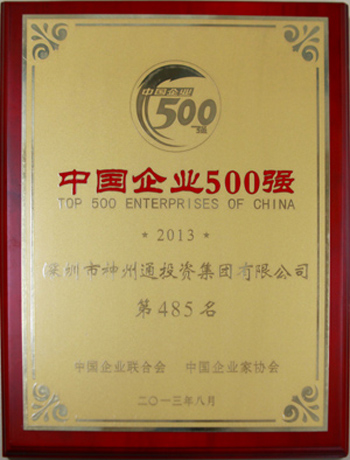 中国企业
500
强
中国企业500强
TOP 500 ENTERPRISES OF CHINA
★ 2013 ★
深圳市神州通投资集团有限公司
第485名
中国企业联合会 中国企业家协会
二〇一三年八月